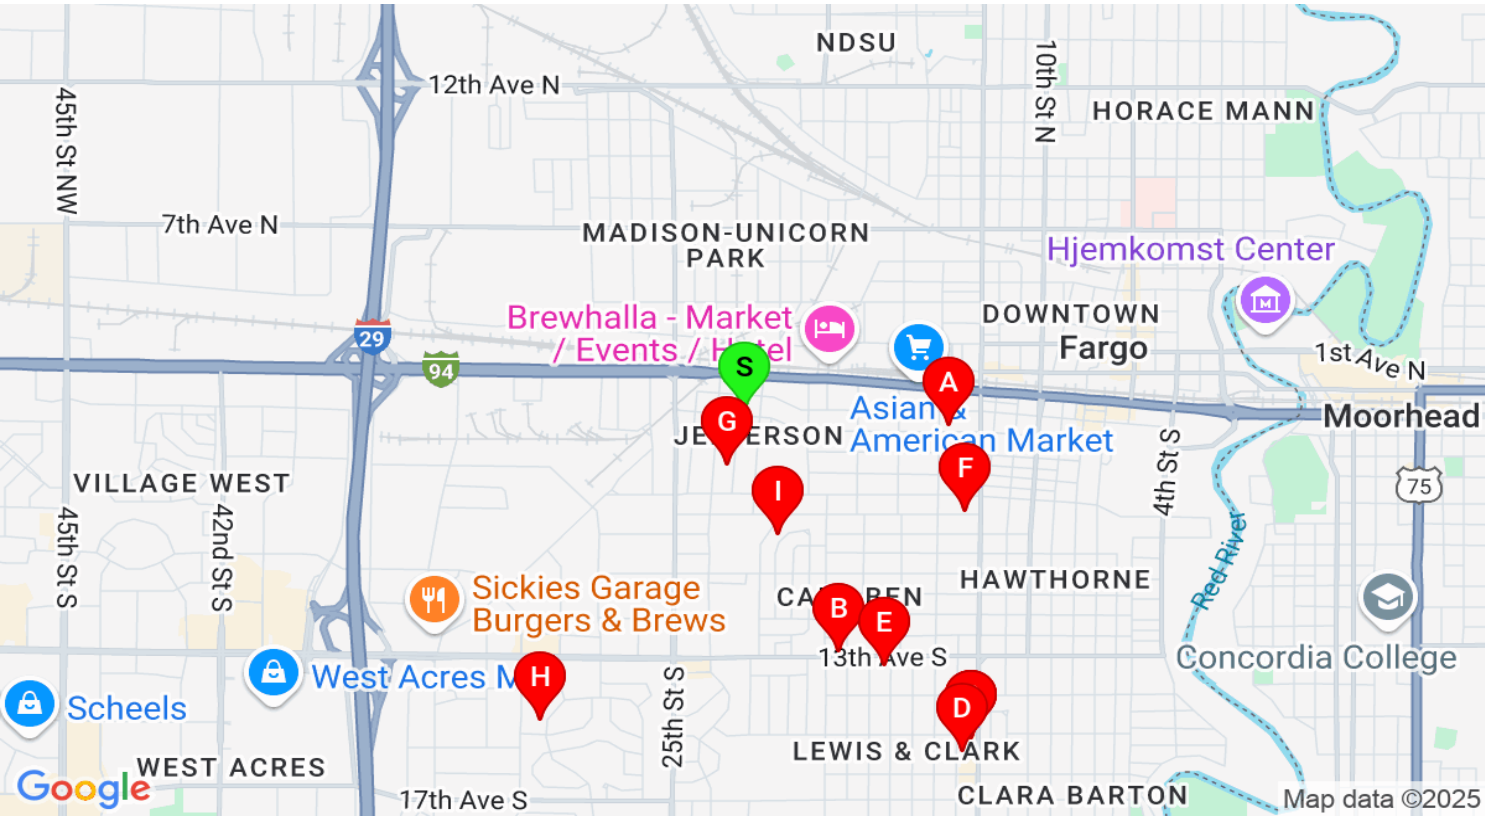 NDSU
12th Ave N
45th St NW
10th St N
HORACE MANN
7th Ave N
MADISON-UNICORN
PARK
Hjemkomst Center
Brewhalla - Market
/ Events / Hotel
DOWNTOWN
Fargo
29
94
S
A
1st Ave N
Asian &
American Market
Moorhead
G
JEFFERSON
F
4th St S
75
VILLAGE WEST
I
45th St S
42nd St S
Red River
HAWTHORNE
Sickies Garage
Burgers & Brews
B
E
13th Ave S
Concordia College
West Acres M
H
Scheels
25th St S
D
LEWIS & CLARK
WEST ACRES
Google
17th Ave S
CLARA BARTON
Map data ©2025